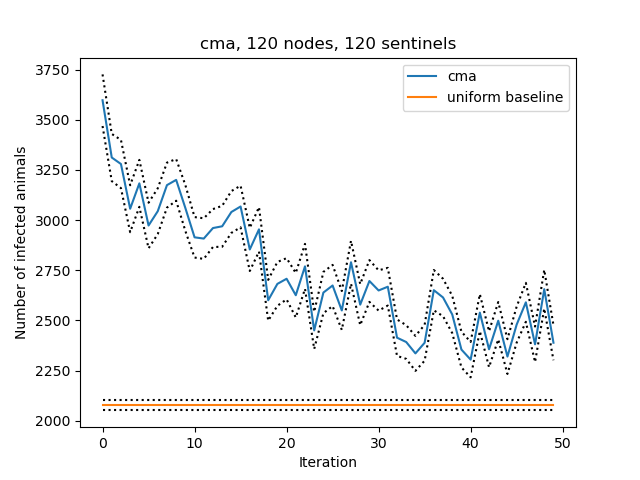 cma, 120 nodes, 120 sentinels
cma
uniform baseline
Number of infected animals
3750
3500
3250
3000
2750
2500
2250
2000
0 10 20 30 40 50
Iteration